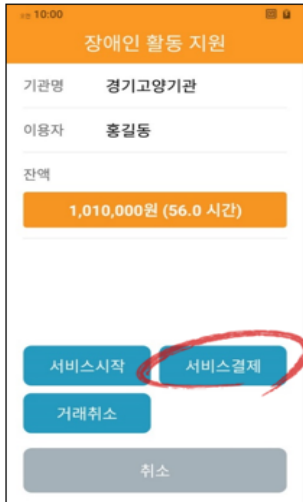 오전 10:00
장애인 활동 지원
기관명 경기고양기관
이용자 홍길동
잔액
1,010,000원 (56.0 시간)
서비스시작 서비스결제
거래취소
취소